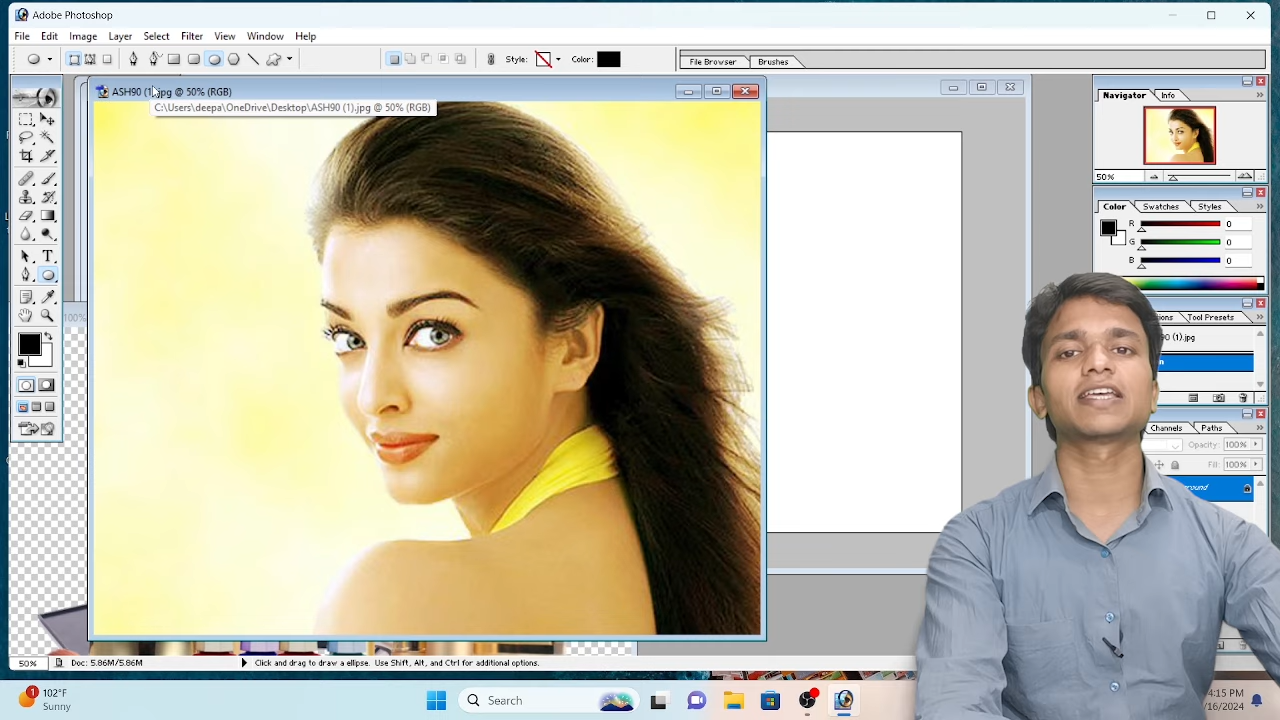 Adobe Photoshop
File Edit Image Layer Select Filter View Window Help
Style: Color: File Browser Brushes
ASH90 (1).jpg @ 50% (RGB)
C:\Users\deepa\OneDrive\Desktop\ASH90 (1).jpg @ 50% (RGB)
Navigator Info
50%
Color Swatches Styles
R 0
G 0
B 0
100%
Tool Presets
(1).jpg
Channels Paths
Opacity: 100%
Fill: 100%
50% Doc: 5.86M/5.86M Click and drag to draw a ellipse. Use Shift, Alt, and Ctrl for additional options.
1
102°F
Sunny
Search
4:15 PM
/16/2024